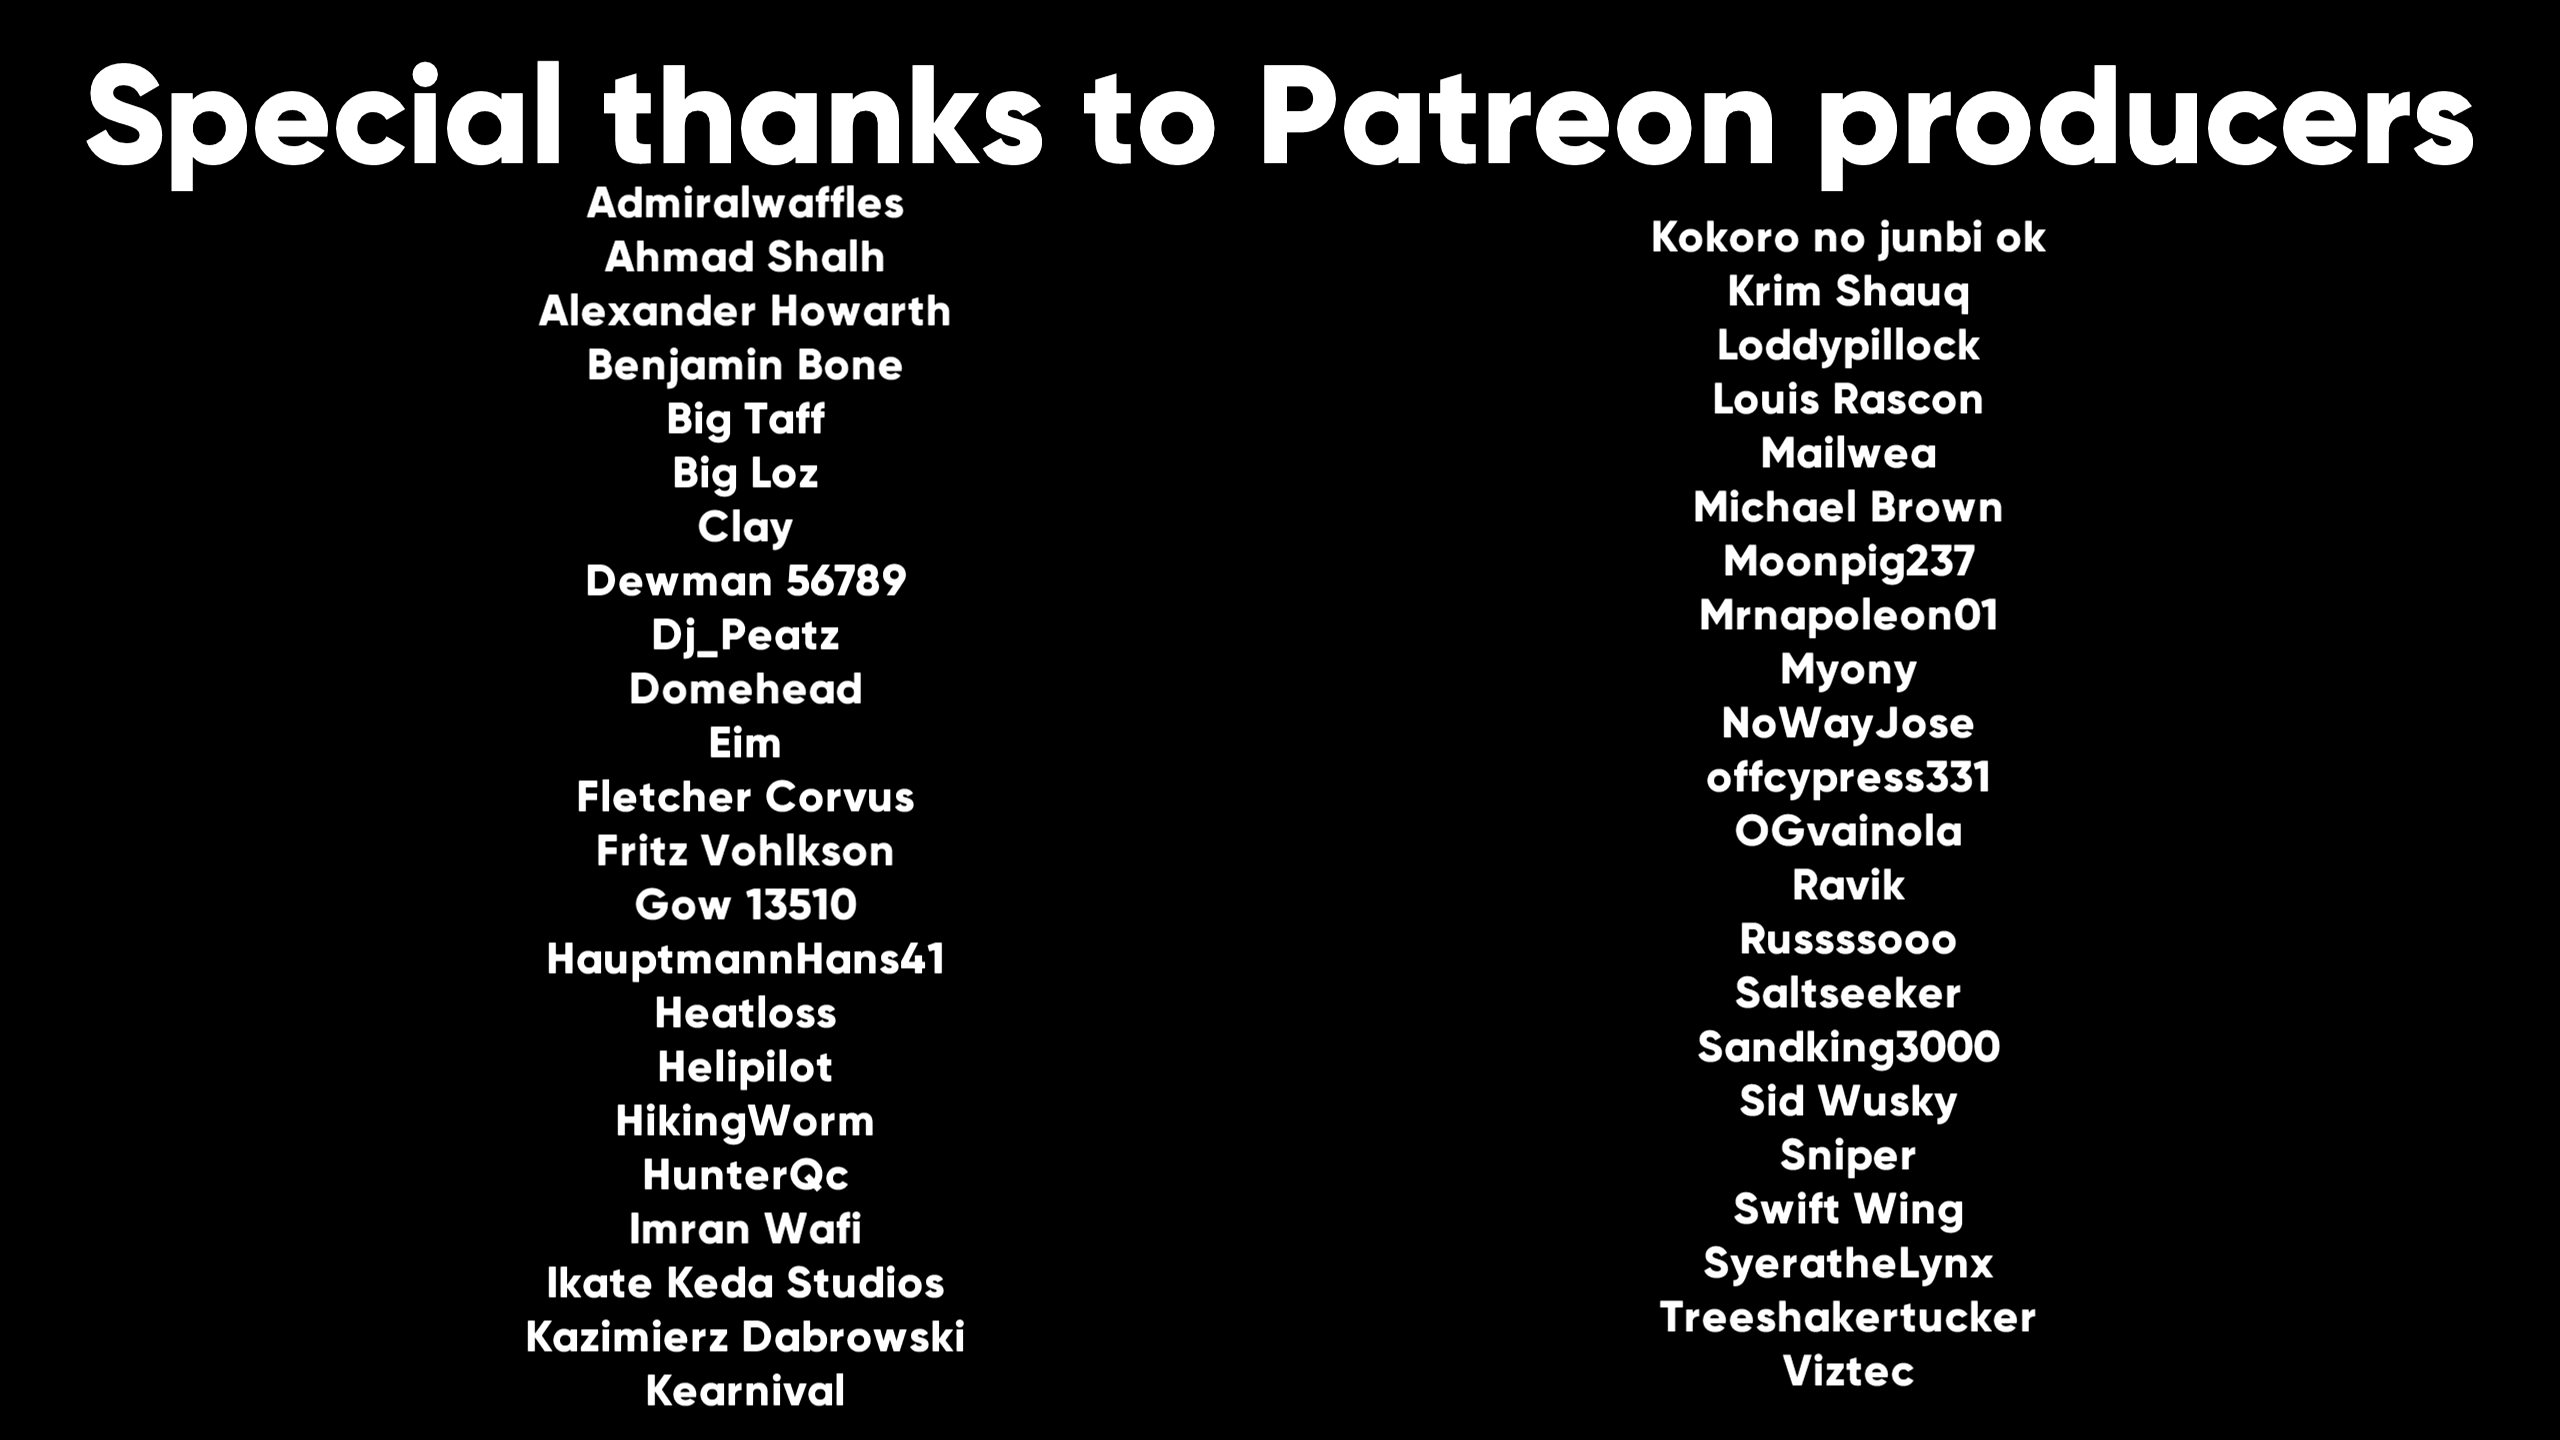 Special thanks to Patreon producers
Admiralwaffles
Ahmad Shalh
Alexander Howarth
Benjamin Bone
Big Taff
Big Loz
Clay
Dewman 56789
Dj_Peatz
Domehead
Eim
Fletcher Corvus
Fritz Vohlkson
Gow 13510
HauptmannHans41
Heatloss
Helipilot
HikingWorm
HunterQc
Imran Wafi
Ikate Keda Studios
Kazimierz Dabrowski
Kearnival
Kokoro no junbi ok
Krim Shauq
Loddypillock
Louis Rascon
Mailwea
Michael Brown
Moonpig237
Mrnapoleon01
Myony
NoWayJose
offcypress331
OGvainola
Ravik
Russssooo
Saltseeker
Sandking3000
Sid Wusky
Sniper
Swift Wing
SyeratheLynx
Treeshakertucker
Viztec